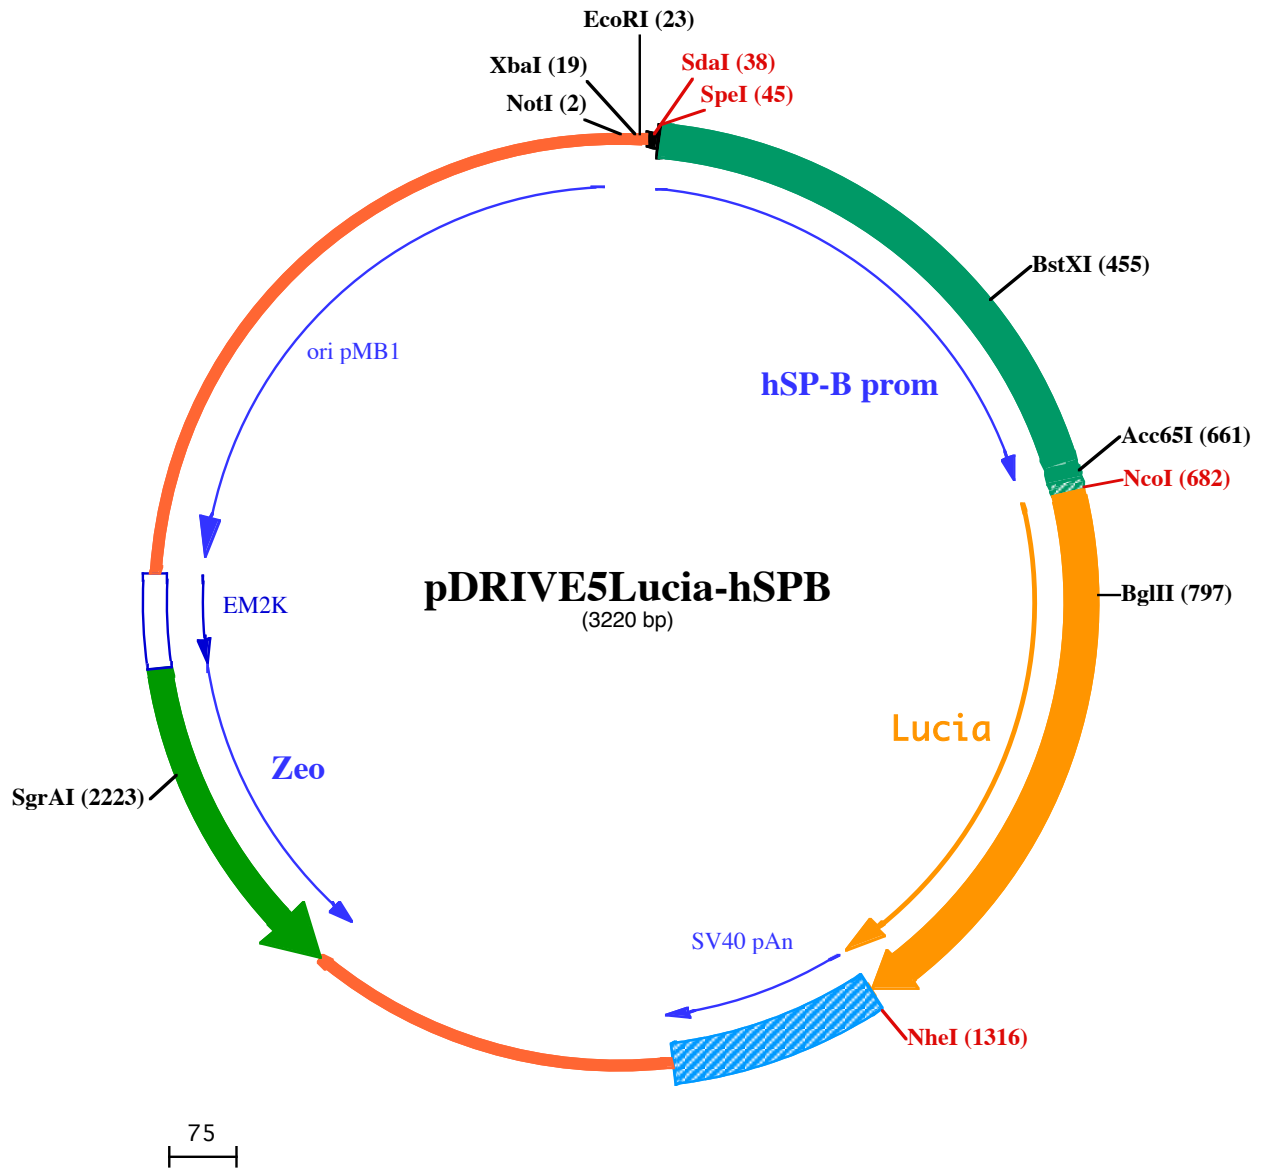 EcoRI (23)
XbaI (19)
SdaI (38)
NotI (2)
SpeI (45)
BstXI (455)
ori pMB1
hSP-B prom
Acc65I (661)
NcoI (682)
pDRIVE5Lucia-hSPB
(3220 bp)
EM2K
BglII (797)
Lucia
Zeo
SgrAI (2223)
SV40 pAn
NheI (1316)
75